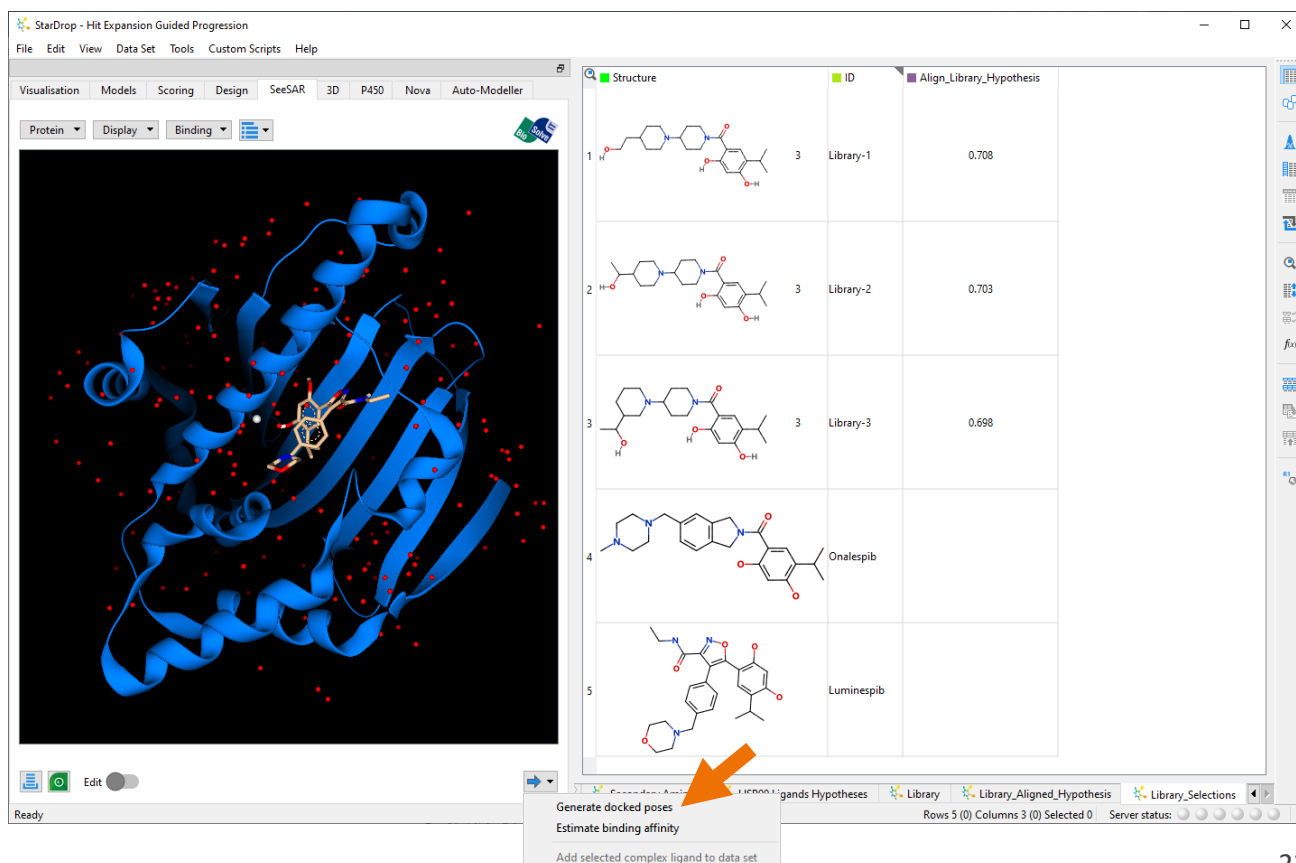 StarDrop - Hit Expansion Guided Progression
File Edit View Data Set Tools Custom Scripts Help
Visualisation Models Scoring Design SeeSAR 3D P450 Nova Auto-Modeller
Protein Display Binding
Bio Solve
Structure ID Align_Library_Hypothesis
1 3 Library-1 0.708
2 3 Library-2 0.703
3 3 Library-3 0.698
4 Onalespib
5 Luminespib
Edit
Ligands Hypotheses Library Library_Aligned_Hypothesis Library_Selections
Ready
Rows 5 (0) Columns 3 (0) Selected 0 Server status:
Generate docked poses
Estimate binding affinity
Add selected complex ligand to data set